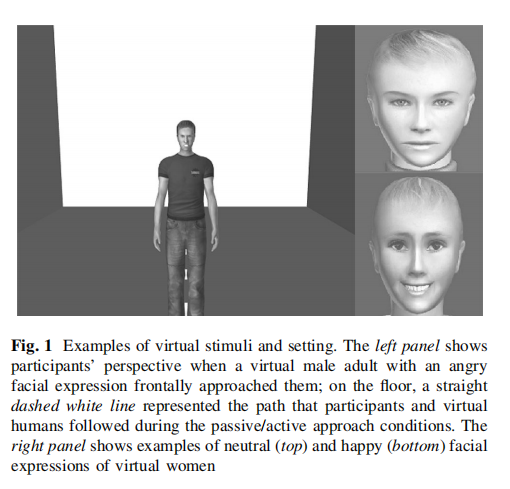 Fig. 1 Examples of virtual stimuli and setting. The left panel shows
participants' perspective when a virtual male adult with an angry
facial expression frontally approached them; on the floor, a straight
dashed white line represented the path that participants and virtual
humans followed during the passive/active approach conditions. The
right panel shows examples of neutral (top) and happy (bottom) facial
expressions of virtual women